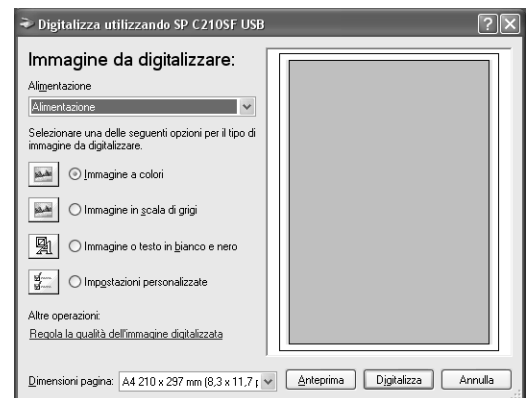 Digitalizza utilizzando SP C210SF USB
Immagine da digitalizzare:
Alimentazione
Alimentazione
Selezionare una delle seguenti opzioni per il tipo di
immagine da digitalizzare.
Immagine a colori
Immagine in scala di grigi
Immagine o testo in bianco e nero
Impostazioni personalizzate
Altre operazioni:
Regola la qualità dell'immagine digitalizzata
Dimensioni pagina: A4 210 x 297 mm (8,3 x 11,7 Anteprima Digitalizza Annulla